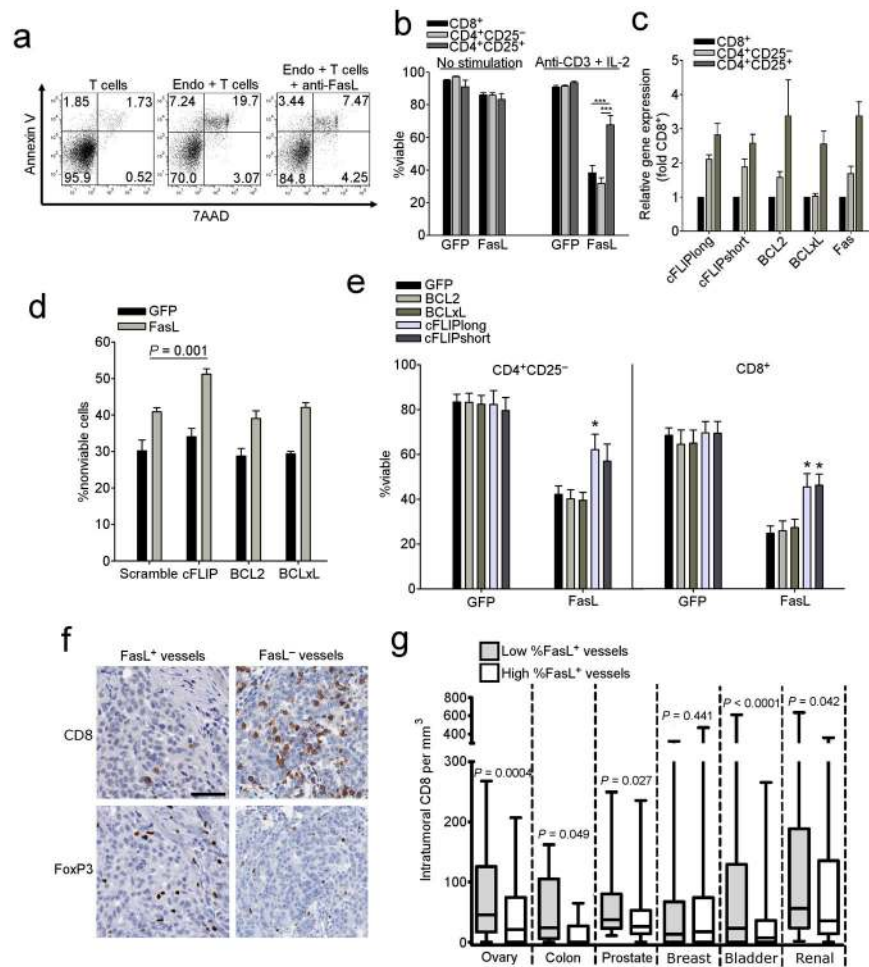 a
T cells
Endo + T cells
Endo + T cells
+ anti-FasL
1.85 1.73
95.9 0.52
7.24 19.7
70.0 3.07
3.44 7.47
84.8 4.25
Annexin V
7AAD
b
CD8⁺
CD4⁺CD25⁻
CD4⁺CD25⁺
No stimulation
Anti-CD3 + IL-2
***
***
%viable
100
80
60
40
20
0
GFP FasL GFP FasL
c
CD8⁺
CD4⁺CD25⁻
CD4⁺CD25⁺
Relative gene expression
(fold CD8⁺)
5
4
3
2
1
0
cFLIPlong
cFLIPshort
BCL2
BCLxL
Fas
d
GFP
FasL
P = 0.001
%nonviable cells
60
50
40
30
20
10
0
Scramble cFLIP BCL2 BCLxL
e
GFP
BCL2
BCLxL
cFLIPlong
cFLIPshort
CD4⁺CD25⁻
CD8⁺
%viable
100
80
60
40
20
0
*
* *
GFP FasL GFP FasL
f
FasL⁺ vessels
FasL⁻ vessels
CD8
FoxP3
g
Low %FasL⁺ vessels
High %FasL⁺ vessels
Intratumoral CD8 per mm³
800
600
400
300
200
100
0
P = 0.0004
P = 0.049
P = 0.027
P = 0.441
P < 0.0001
P = 0.042
Ovary Colon Prostate Breast Bladder Renal